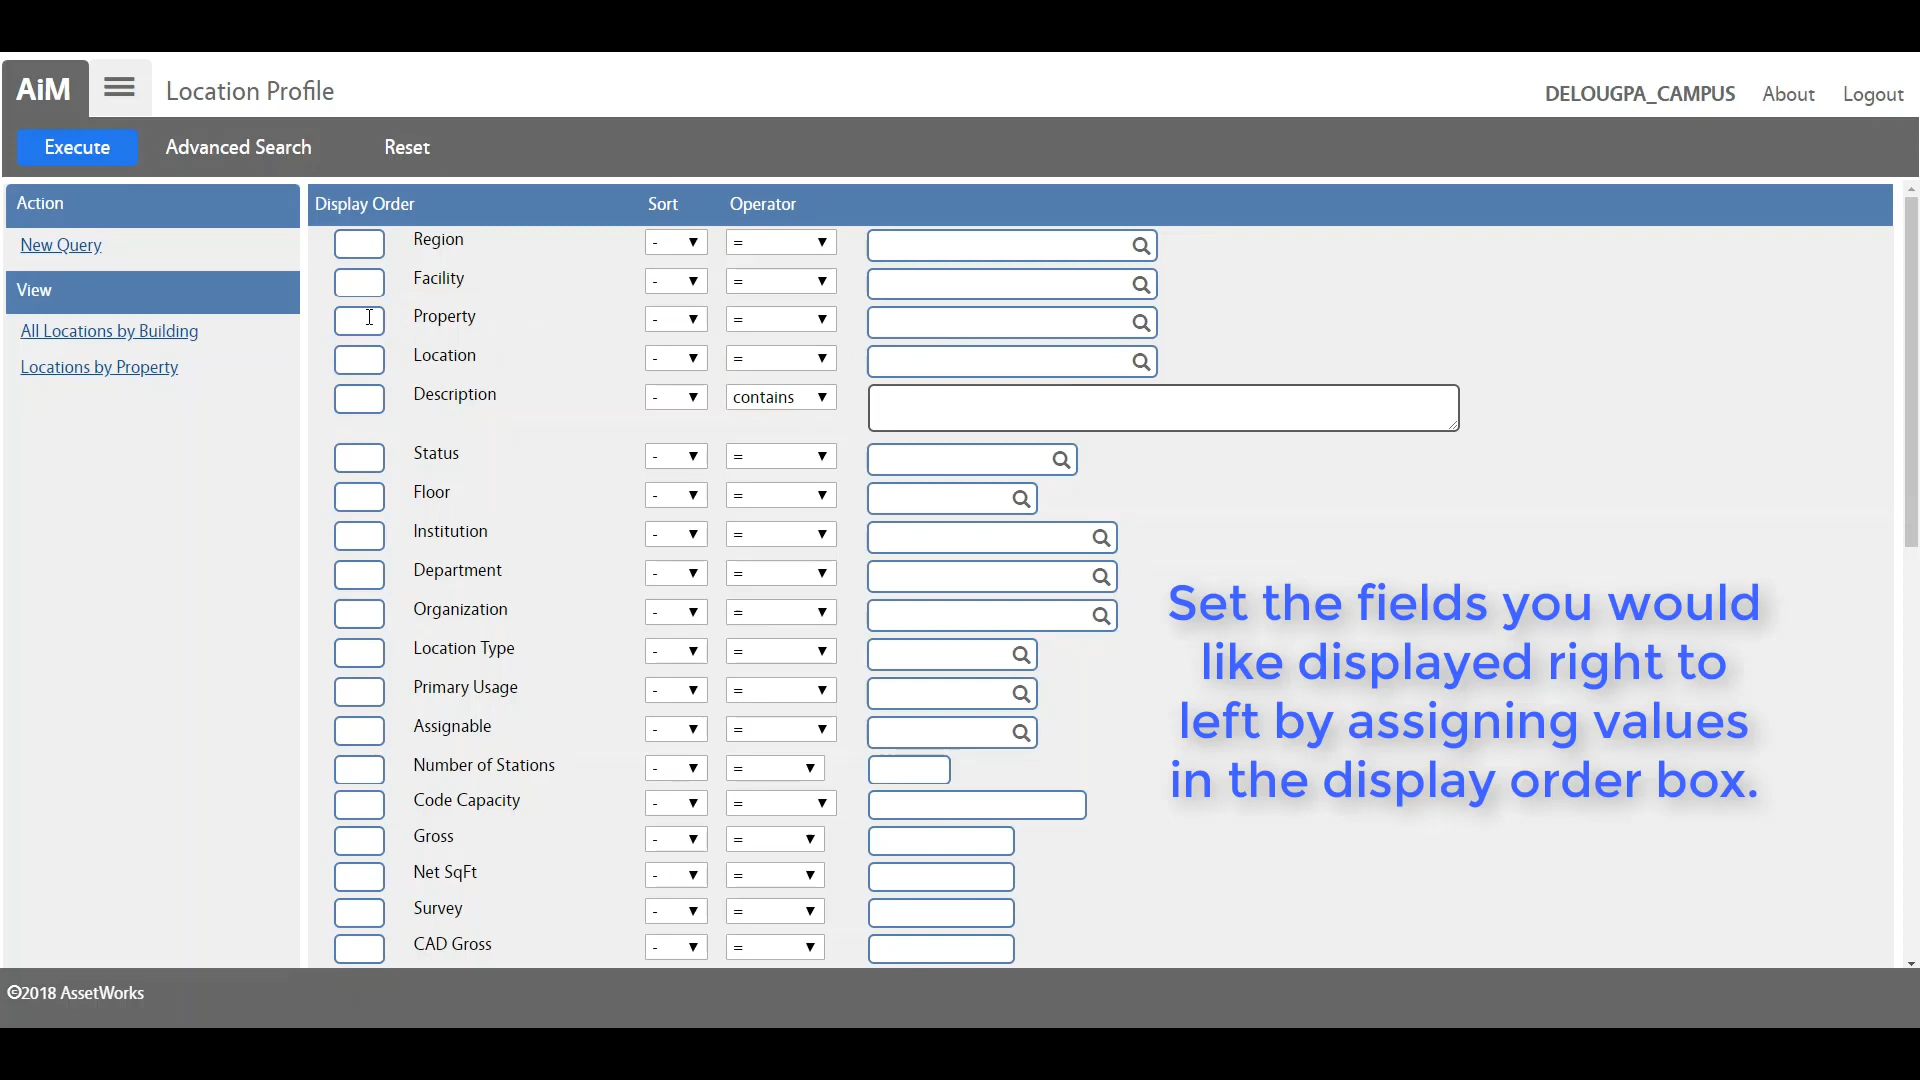 AiM Location Profile DELOUGPA_CAMPUS About Logout
Execute Advanced Search Reset
Action
New Query
View
All Locations by Building
Locations by Property
Display Order Sort Operator
Region - =
Facility - =
Property - =
Location - =
Description - contains
Status - =
Floor - =
Institution - =
Department - =
Organization - =
Location Type - =
Primary Usage - =
Assignable - =
Number of Stations - =
Code Capacity - =
Gross - =
Net SqFt - =
Survey - =
CAD Gross - =
Set the fields you would
like displayed right to
left by assigning values
in the display order box.
©2018 AssetWorks